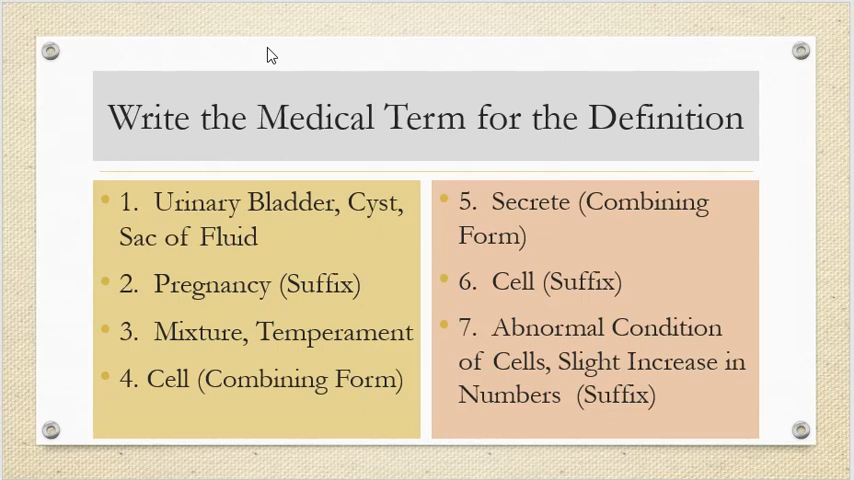 Write the Medical Term for the Definition
1. Urinary Bladder, Cyst,
Sac of Fluid
2. Pregnancy (Suffix)
3. Mixture, Temperament
4. Cell (Combining Form)
5. Secrete (Combining
Form)
6. Cell (Suffix)
7. Abnormal Condition
of Cells, Slight Increase in
Numbers (Suffix)